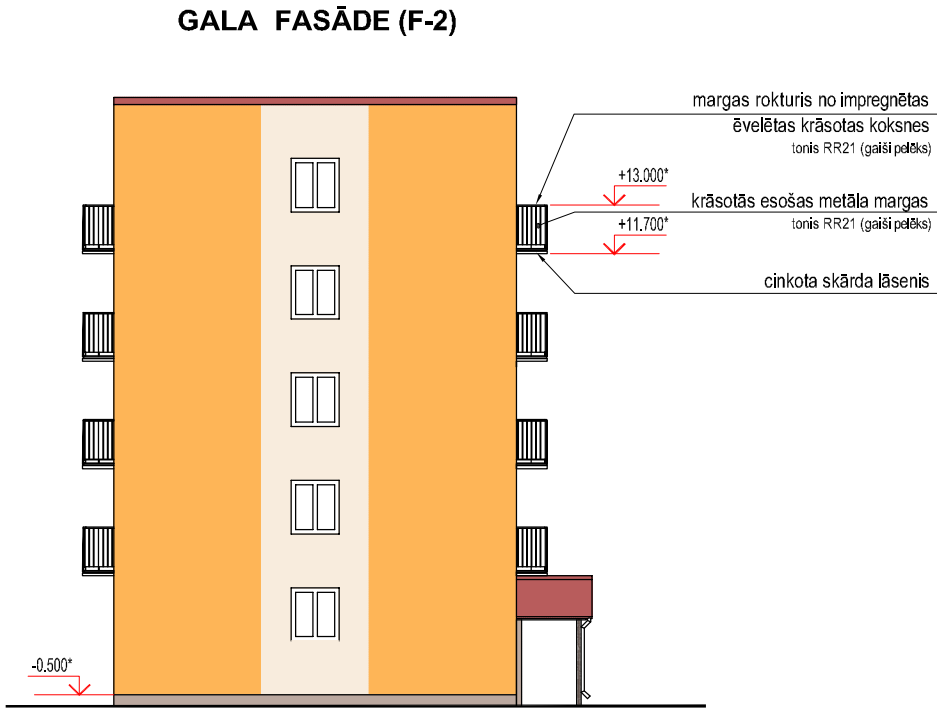 GALA FASĀDE (F-2)
margas rokturis no impregnētas
ēvelētas krāsotas koksnes
tonis RR21 (gaiši pelēks)
+13.000*
krāsotās esošas metāla margas
+11.700*
tonis RR21 (gaiši pelēks)
cinkota skārda lāsenis
-0.500*